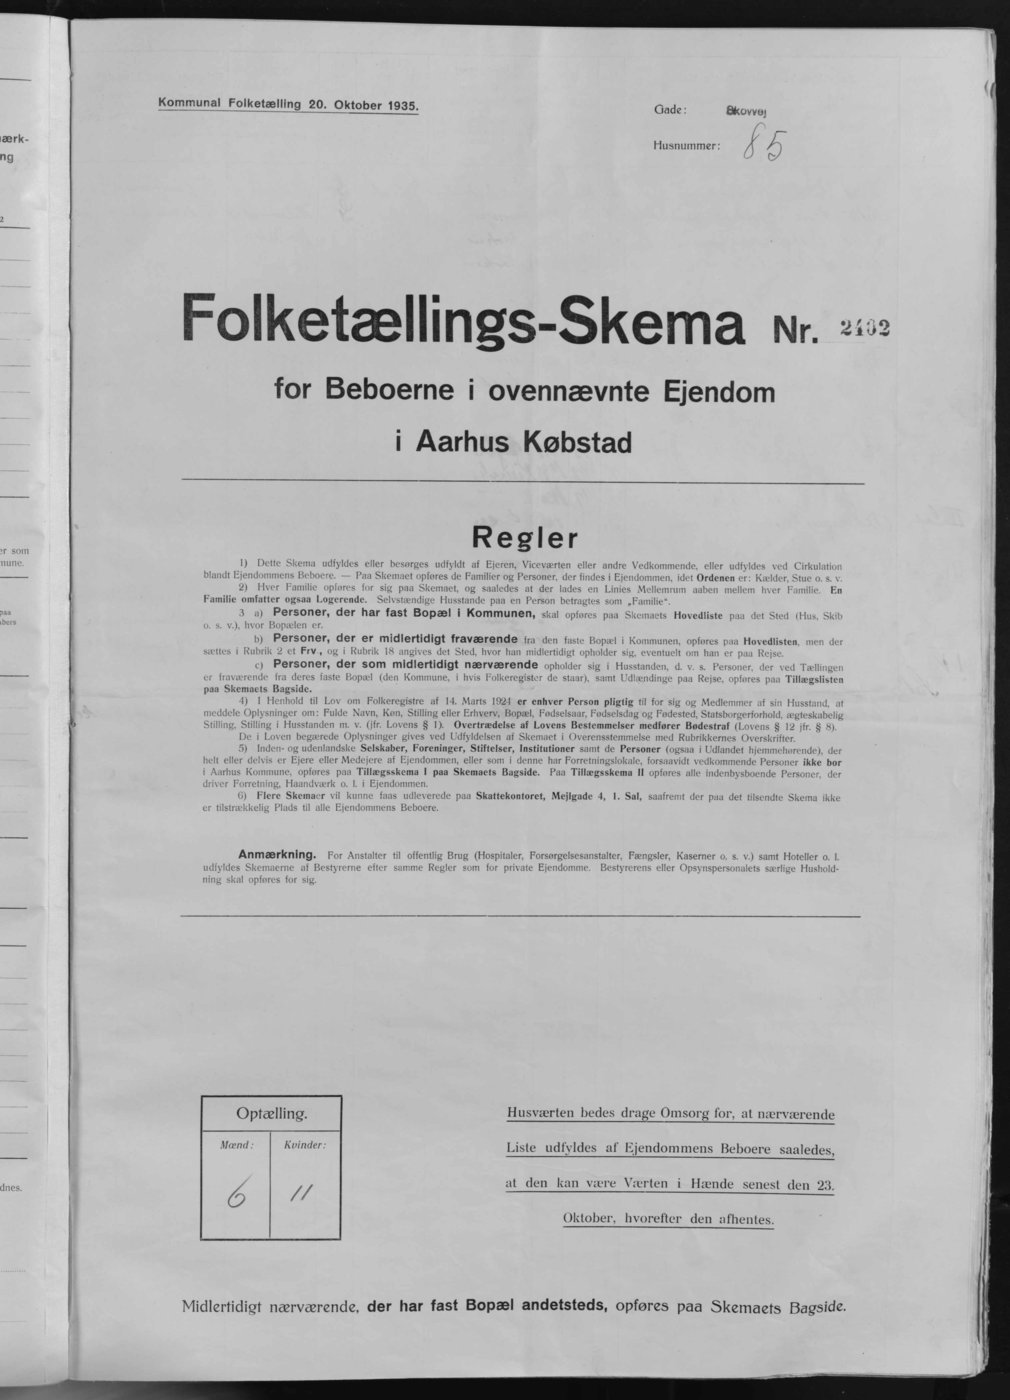 Kommunal Folketælling 20. Oktober 1935.
Gade: Skovvej
Husnummer: 85
Folketællings-Skema Nr. 2402
for Beboerne i ovennævnte Ejendom
i Aarhus Købstad
Regler
1) Dette Skema udfyldes eller besørges udfyldt af Ejeren, Viceværten eller andre Vedkommende, eller udfyldes ved Cirkulation
blandt Ejendommens Beboere. — Paa Skemaet opføres de Familier og Personer, der findes i Ejendommen, idet Ordenen er: Kælder, Stue o. s. v.
2) Hver Familie opføres for sig paa Skemaet, og saaledes at der lades en Linies Mellemrum aaben mellem hver Familie. En
Familie omfatter ogsaa Logerende. Selvstændige Husstande paa en Person betragtes som „Familie".
3 a) Personer, der har fast Bopæl i Kommunen, skal opføres paa Skemaets Hovedliste paa det Sted (Hus, Skib
o. s. v.), hvor Bopælen er.
b) Personer, der er midlertidigt fraværende fra den faste Bopæl i Kommunen, opføres paa Hovedlisten, men der
sættes i Rubrik 2 et Frv., og i Rubrik 18 angives det Sted, hvor han midlertidigt opholder sig, eventuelt om han er paa Rejse.
c) Personer, der som midlertidigt nærværende opholder sig i Husstanden, d. v. s. Personer, der ved Tællingen
er fraværende fra deres faste Bopæl (den Kommune, i hvis Folkeregister de staar), samt Udlændinge paa Rejse, opføres paa Tillægslisten
paa Skemaets Bagside.
4) I Henhold til Lov om Folkeregistre af 14. Marts 1924 er enhver Person pligtig til for sig og Medlemmer af sin Husstand, at
meddele Oplysninger om: Fulde Navn, Køn, Stilling eller Erhverv, Bopæl, Fødselsaar, Fødselsdag og Fødested, Statsborgerforhold, ægteskabelig
Stilling, Stilling i Husstanden m. v. (jfr. Lovens § 1). Overtrædelse af Lovens Bestemmelser medfører Bødestraf (Lovens § 12 jfr. § 8).
De i Loven begærede Oplysninger gives ved Udfyldelsen af Skemaet i Overensstemmelse med Rubrikkernes Overskrifter.
5) Inden- og udenlandske Selskaber, Foreninger, Stiftelser, Institutioner samt de Personer (ogsaa i Udlandet hjemmehørende), der
helt eller delvis er Ejere eller Medejere af Ejendommen, eller som i denne har Forretningslokale, forsaavidt vedkommende Personer ikke bor
i Aarhus Kommune, opføres paa Tillægsskema I paa Skemaets Bagside. Paa Tillægsskema II opføres alle indenbysboende Personer, der
driver Forretning, Haandværk o. l. i Ejendommen.
6) Flere Skemaer vil kunne faas udleverede paa Skattekontoret, Mejlgade 4, 1. Sal, saafremt der paa det tilsendte Skema ikke
er tilstrækkelig Plads til alle Ejendommens Beboere.
Anmærkning. For Anstalter til offentlig Brug (Hospitaler, Forsørgelsesanstalter, Fængsler, Kaserner o. s. v.) samt Hoteller o. l.
udfyldes Skemaerne af Bestyrerne efter samme Regler som for private Ejendomme. Bestyrerens eller Opsynspersonalets særlige Hushold-
ning skal opføres for sig.
Optælling.
Mænd: Kvinder:
6 11
Husværten bedes drage Omsorg for, at nærværende
Liste udfyldes af Ejendommens Beboere saaledes,
at den kan være Værten i Hænde senest den 23.
Oktober, hvorefter den afhentes.
Midlertidigt nærværende, der har fast Bopæl andetsteds, opføres paa Skemaets Bagside.